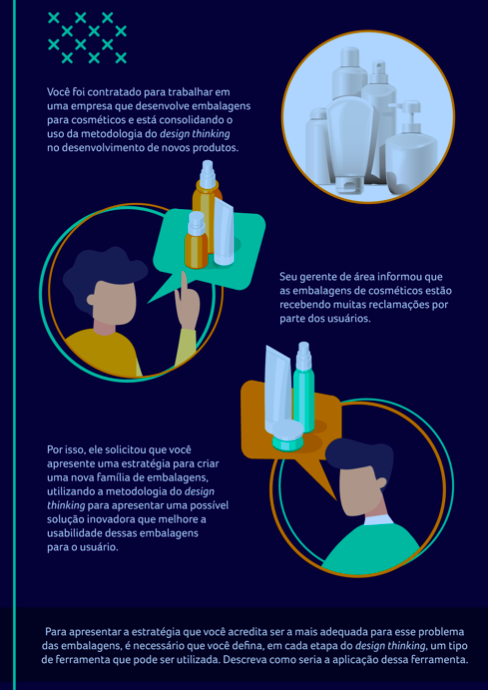 Você foi contratado para trabalhar em
uma empresa que desenvolve embalagens
para cosméticos e está consolidando o
uso da metodologia do design thinking
no desenvolvimento de novos produtos.
Seu gerente de área informou que
as embalagens de cosméticos estão
recebendo muitas reclamações por
parte dos usuários.
Por isso, ele solicitou que você
apresente uma estratégia para criar
uma nova família de embalagens,
utilizando a metodologia do design
thinking para apresentar uma possível
solução inovadora que melhore a
usabilidade dessas embalagens
para o usuário.
Para apresentar a estratégia que você acredita ser a mais adequada para esse problema
das embalagens, é necessário que você defina, em cada etapa do design thinking, um tipo
de ferramenta que pode ser utilizada. Descreva como seria a aplicação dessa ferramenta.